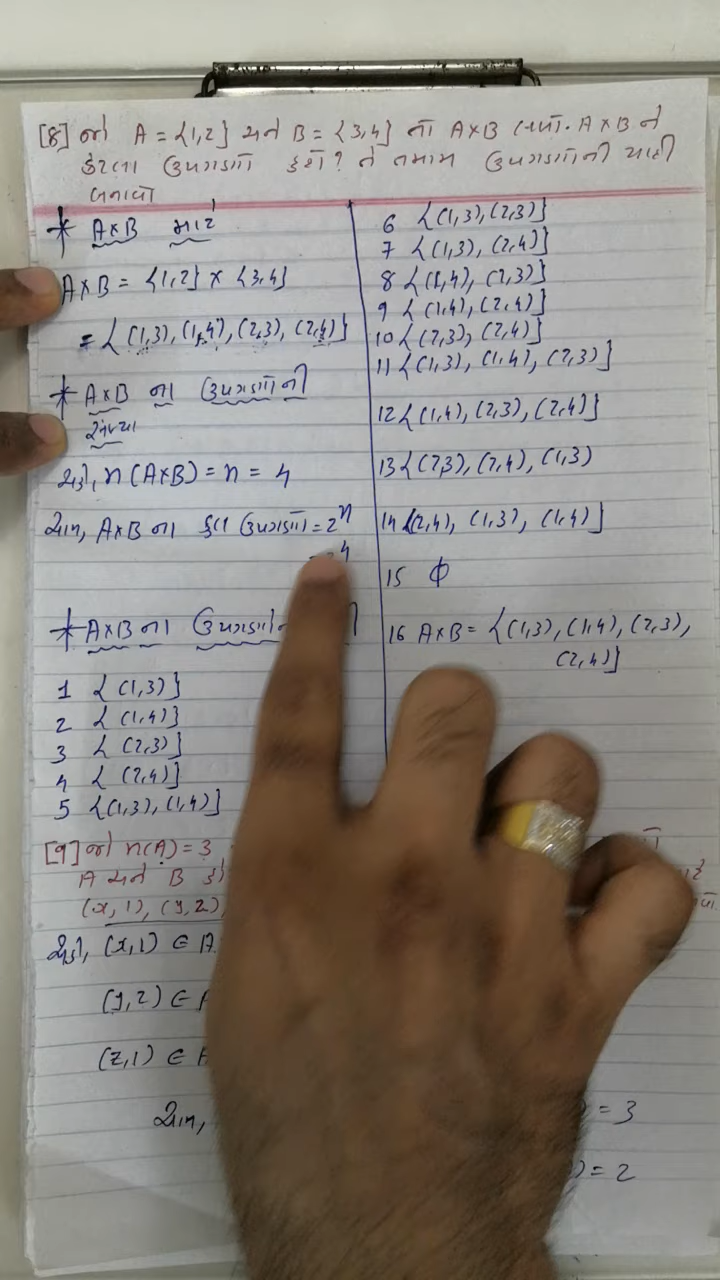 [8] જો A = {1,2} અને B = {3,4} તો A×B લખો. A×B ને
કેટલા ઉપગણો હશે? તે તમામ ઉપગણોની યાદી
બનાવો
* A×B માટે
A×B = {1,2} × {3,4}
= {(1,3), (1,4), (2,3), (2,4)}
* A×B ના ઉપગણોની
સંખ્યા
અહીં, n(A×B) = n = 4
આમ, A×B ના કુલ ઉપગણો = 2ⁿ
* A×B ના
1 {(1,3)}
2 {(1,4)}
3 {(2,3)}
4 {(2,4)}
5 {(1,3), (1,4)}
6 {(1,3), (2,3)}
7 {(1,3), (2,4)}
8 {(1,4), (2,3)}
9 {(1,4), (2,4)}
10 {(2,3), (2,4)}
11 {(1,3), (1,4), (2,3)}
12 {(1,4), (2,3), (2,4)}
13 {(2,3), (2,4), (1,3)
14 {(2,4), (1,3), (1,4)}
15 ϕ
16 A×B = {(1,3), (1,4), (2,3),
(2,4)}
[9] જો n(A) = 3
A અને B
(x,1), (y,2),
અહીં, (x,1) ∈ A
(y,2) ∈
(z,1) ∈
આમ,
) = 3
) = 2